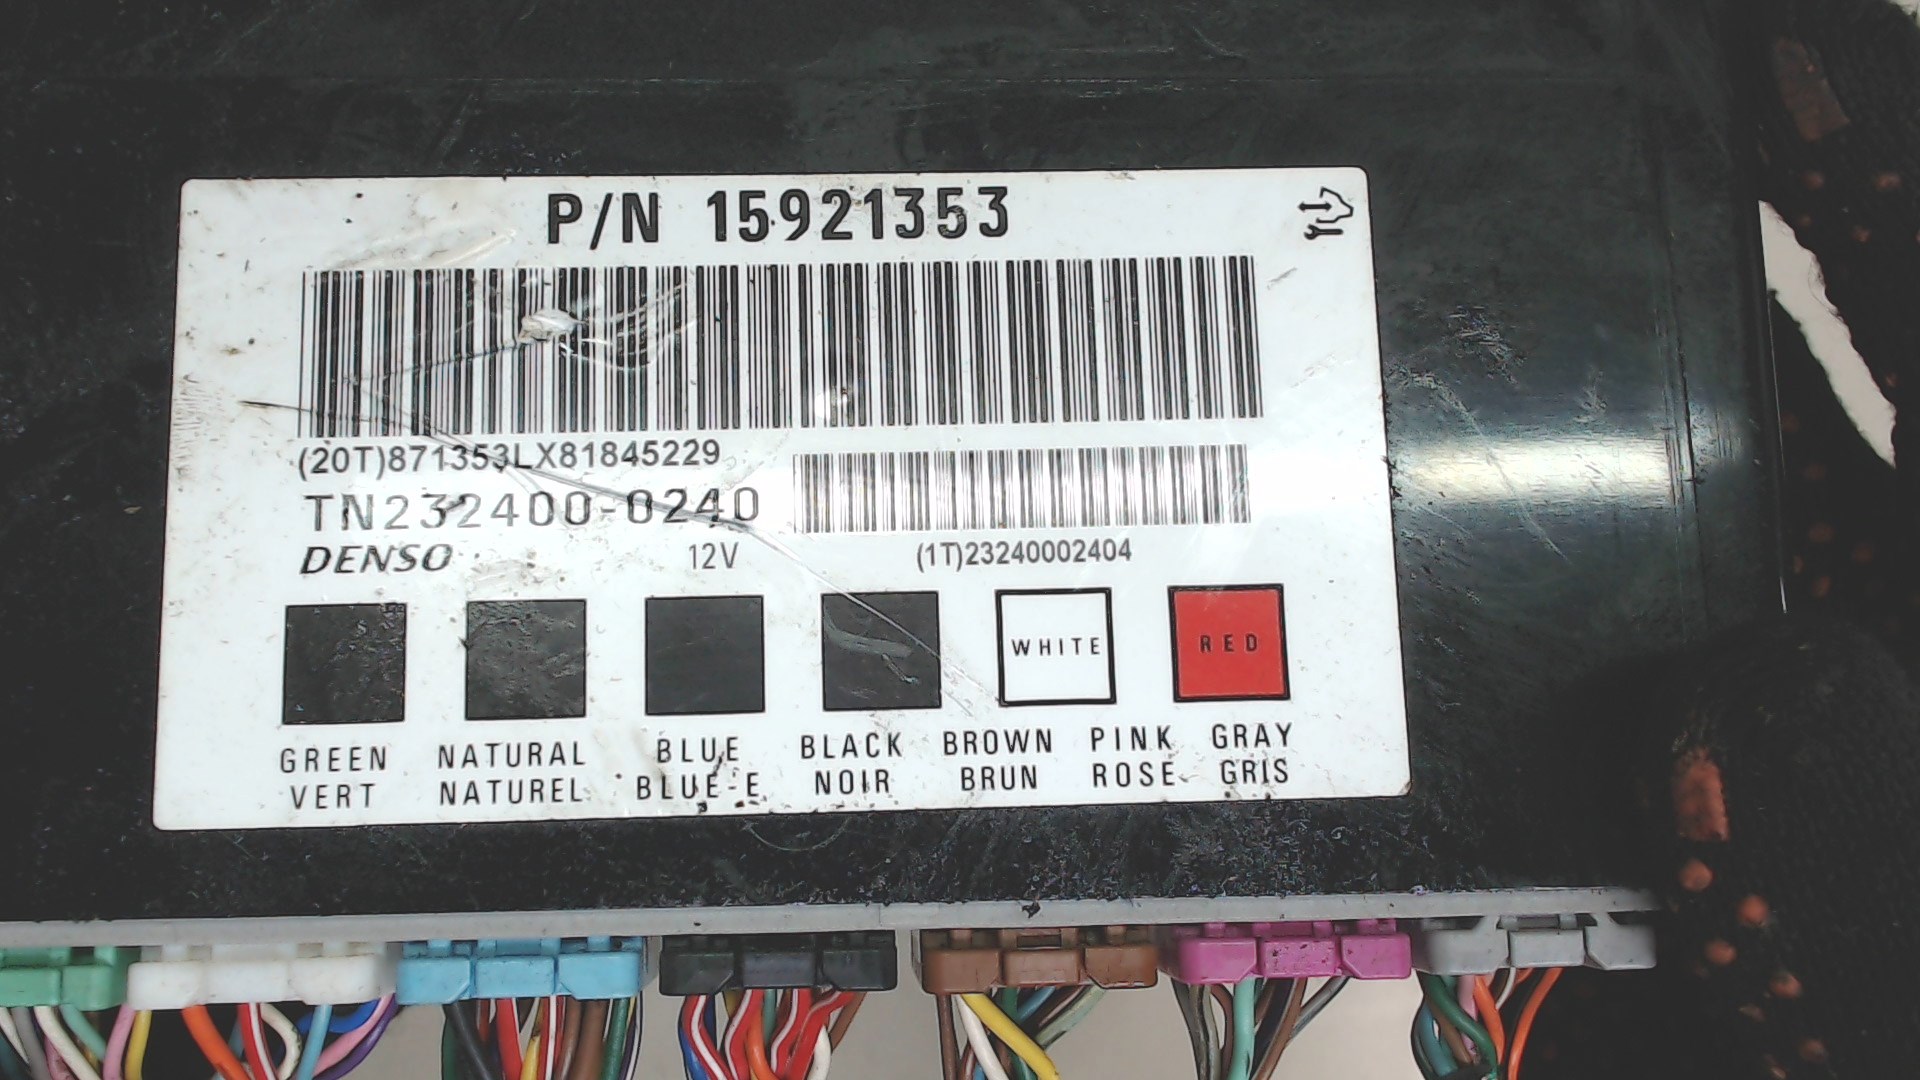 P/N 15921353
(20T)871353LX81845229
TN232400-0240
DENSO 12V (1T)23240002404
WHITE RED
GREEN NATURAL BLUE BLACK BROWN PINK GRAY
VERT NATUREL BLUE-E NOIR BRUN ROSE GRIS